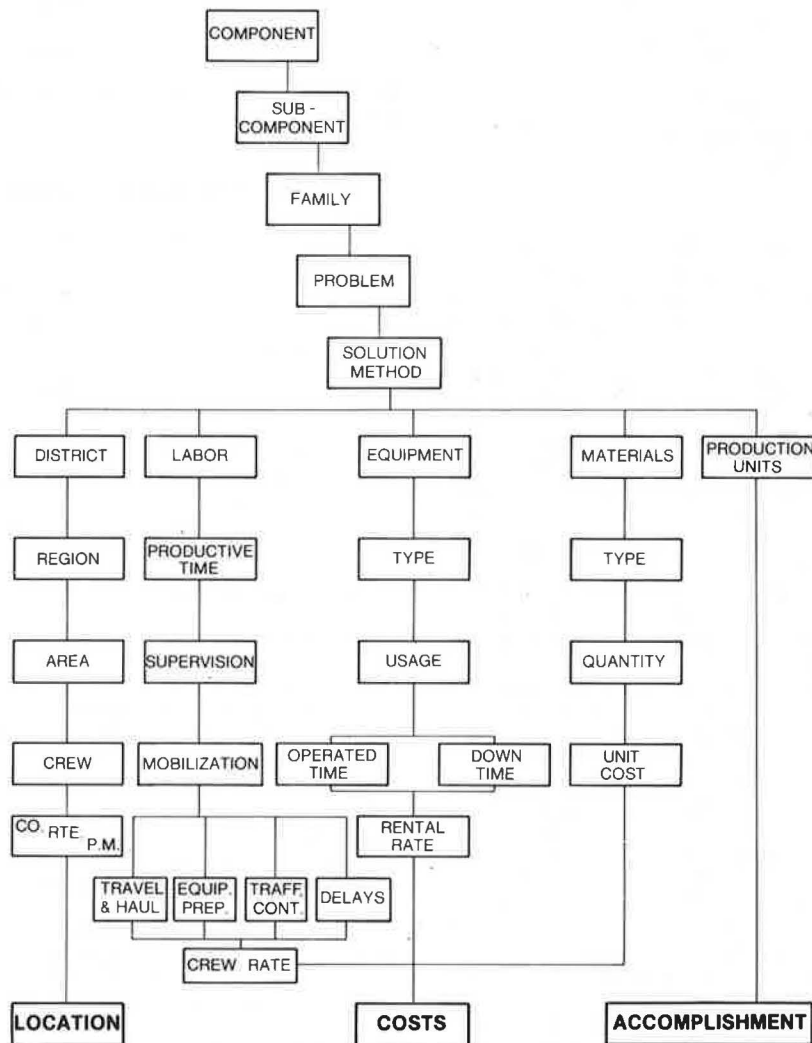 COMPONENT
SUB -
COMPONENT
FAMILY
PROBLEM
SOLUTION
METHOD
DISTRICT
LABOR
EQUIPMENT
MATERIALS
PRODUCTION
UNITS
REGION
PRODUCTIVE
TIME
TYPE
TYPE
AREA
SUPERVISION
USAGE
QUANTITY
CREW
MOBILIZATION
OPERATED
TIME
DOWN
TIME
UNIT
COST
CO. RTE. P.M.
RENTAL
RATE
TRAVEL
& HAUL
EQUIP.
PREP.
TRAFF.
CONT.
DELAYS
CREW RATE
LOCATION
COSTS
ACCOMPLISHMENT